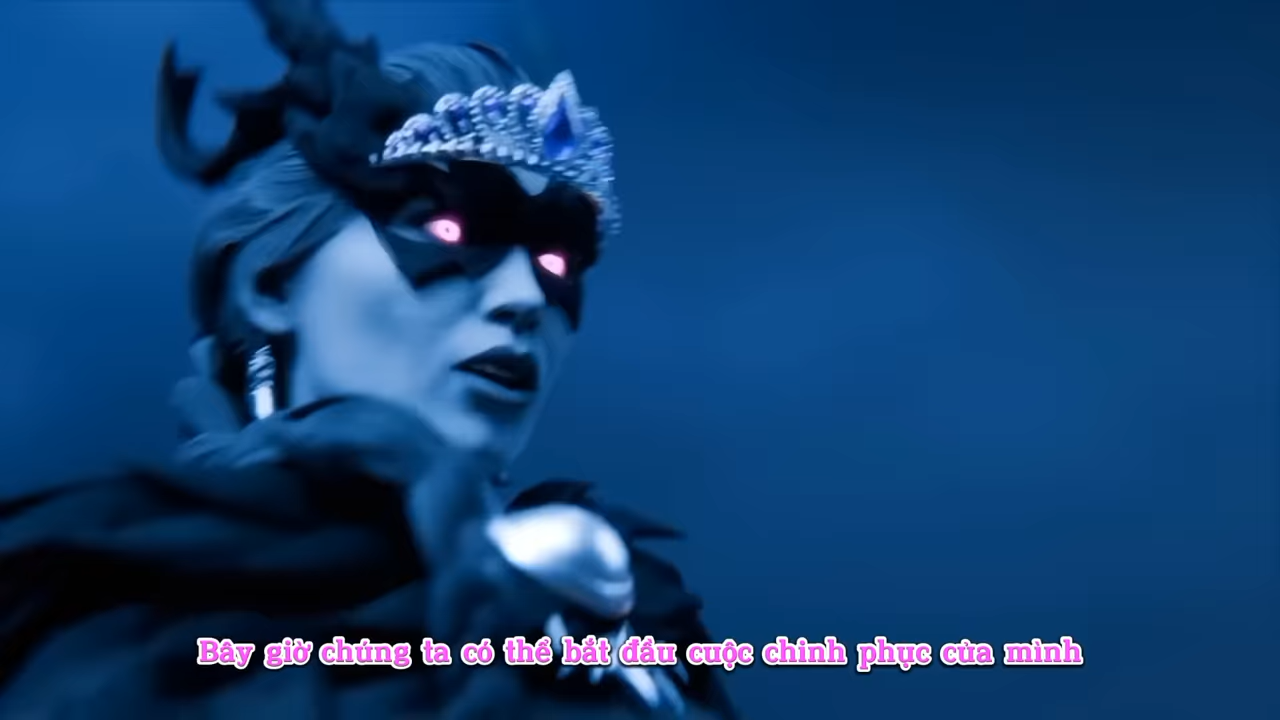 Bây giờ chúng ta có thể bắt đầu cuộc chinh phục của mình